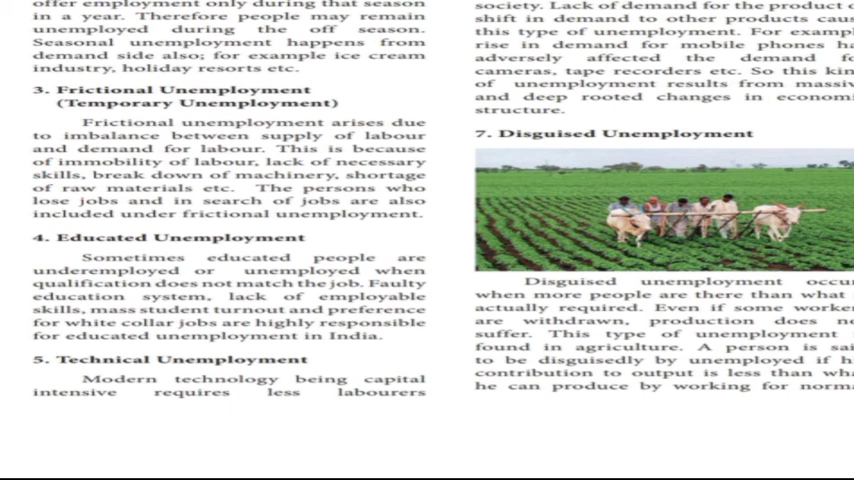 offer employment only during that season
in a year. Therefore people may remain
unemployed during the off season.
Seasonal unemployment happens from
demand side also; for example ice cream
industry, holiday resorts etc.
3. Frictional Unemployment
(Temporary Unemployment)
Frictional unemployment arises due
to imbalance between supply of labour
and demand for labour. This is because
of immobility of labour, lack of necessary
skills, break down of machinery, shortage
of raw materials etc. The persons who
lose jobs and in search of jobs are also
included under frictional unemployment.
4. Educated Unemployment
Sometimes educated people are
underemployed or unemployed when
qualification does not match the job. Faulty
education system, lack of employable
skills, mass student turnout and preference
for white collar jobs are highly responsible
for educated unemployment in India.
5. Technical Unemployment
Modern technology being capital
intensive requires less labourers
society. Lack of demand for the product
shift in demand to other products
this type of unemployment. For
rise in demand for mobile phones
adversely affected the demand
cameras, tape recorders etc. So this
of unemployment results from
and deep rooted changes in
structure.
7. Disguised Unemployment
Disguised unemployment
when more people are there than what
actually required. Even if some
are withdrawn, production does
suffer. This type of unemployment
found in agriculture. A person is
to be disguisedly by unemployed if
contribution to output is less than
he can produce by working for